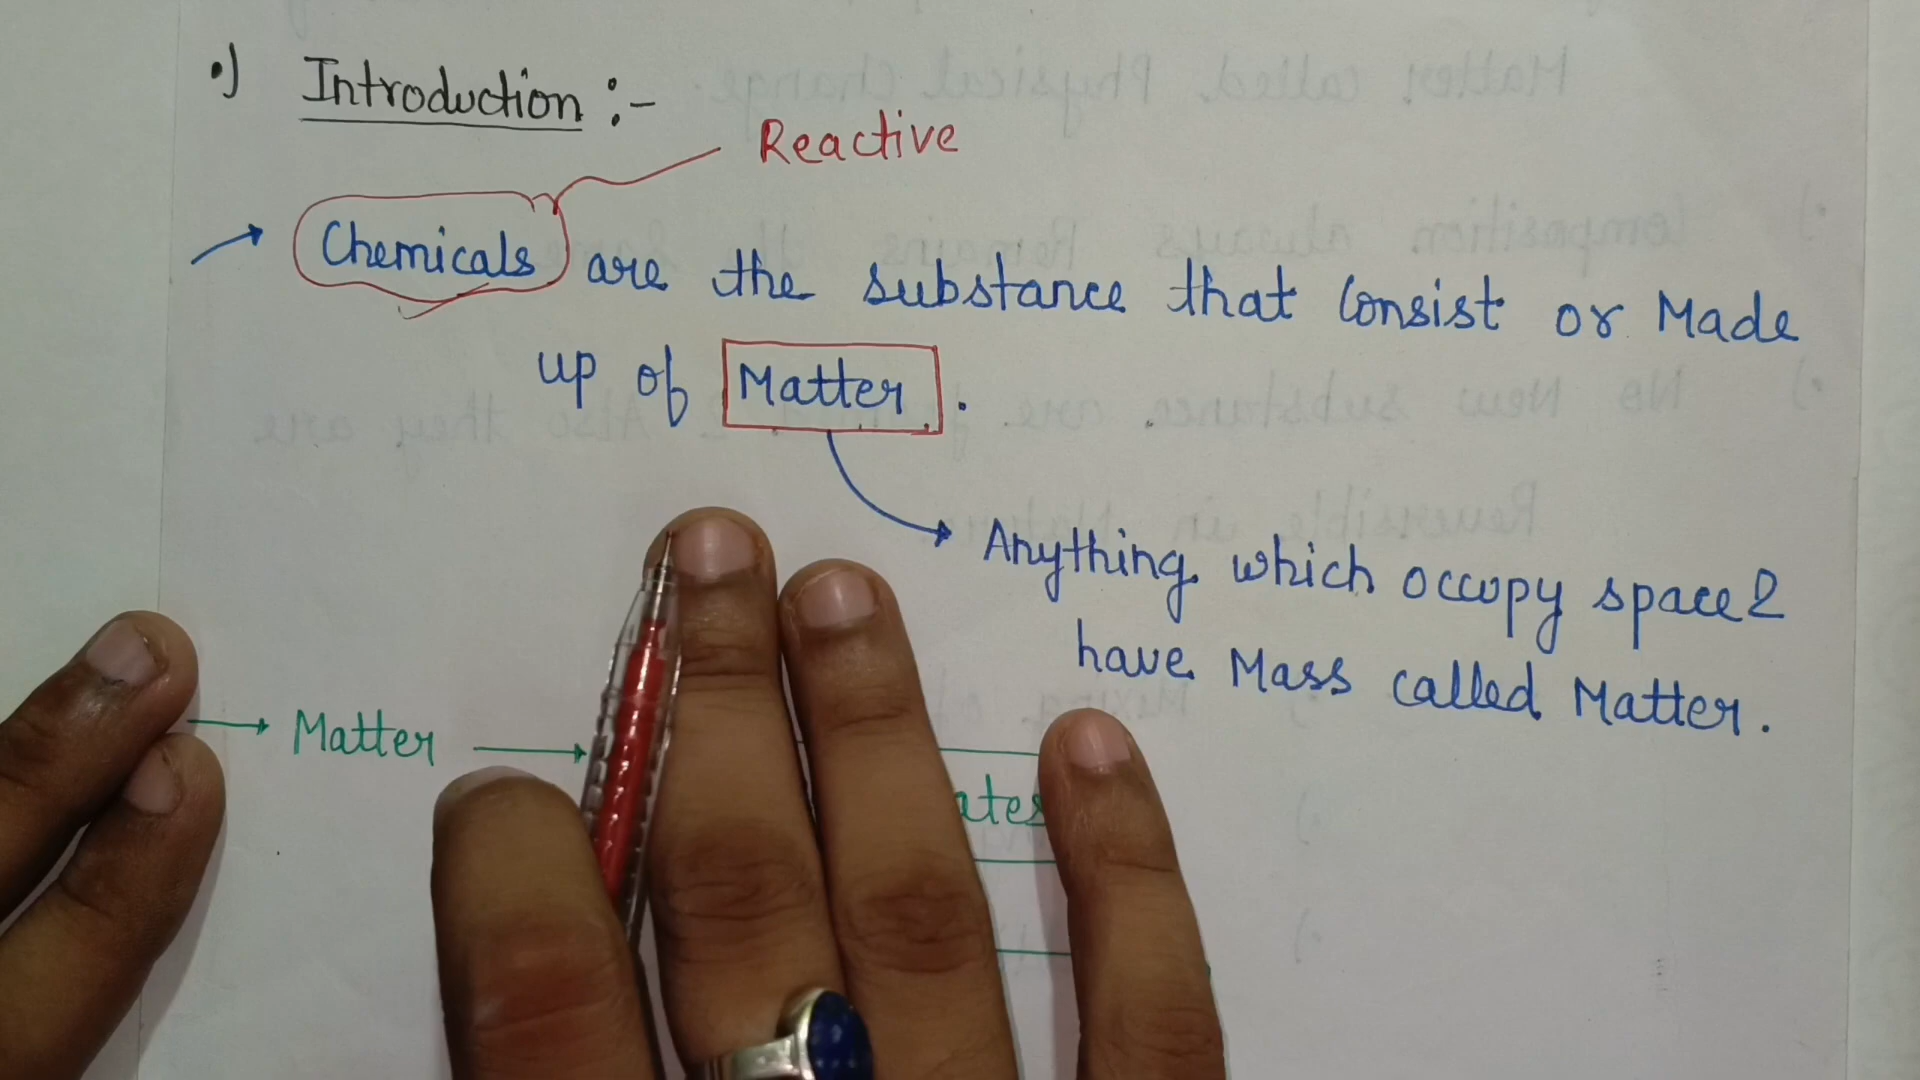 •) Introduction :-
Reactive
→ Chemicals are the substance that Consist or Made
up of Matter.
→ Anything which occupy space &
have Mass called Matter.
→ Matter →